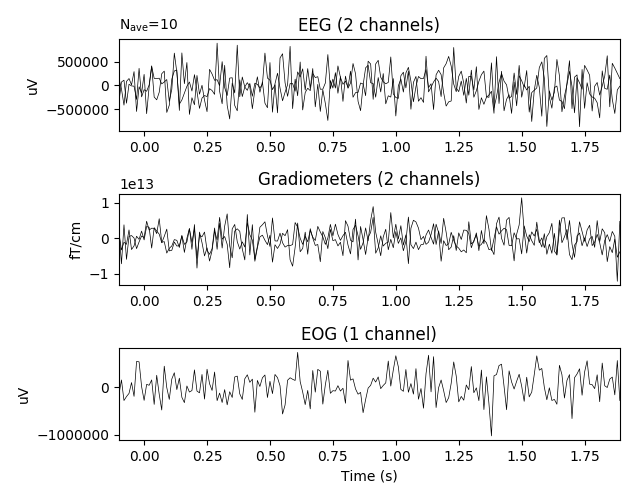 N_ave=10
EEG (2 channels)
500000
0
−500000
uV
0.00 0.25 0.50 0.75 1.00 1.25 1.50 1.75
1e13
Gradiometers (2 channels)
1
0
−1
fT/cm
0.00 0.25 0.50 0.75 1.00 1.25 1.50 1.75
EOG (1 channel)
0
−1000000
uV
0.00 0.25 0.50 0.75 1.00 1.25 1.50 1.75
Time (s)